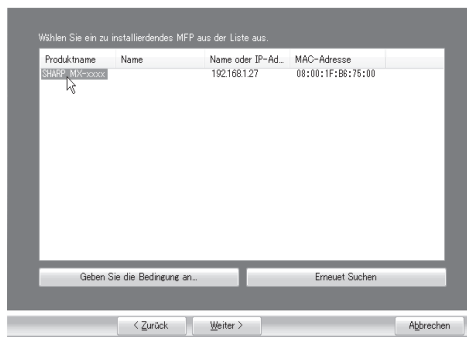 Wählen Sie ein zu installierdendes MFP aus der Liste aus.
Produktname Name Name oder IP-Ad... MAC-Adresse
SHARP MX-xxxx 192.168.1.27 08:00:1F:B6:75:00
Geben Sie die Bedingung an... Erneuet Suchen
< Zurück Weiter > Abbrechen